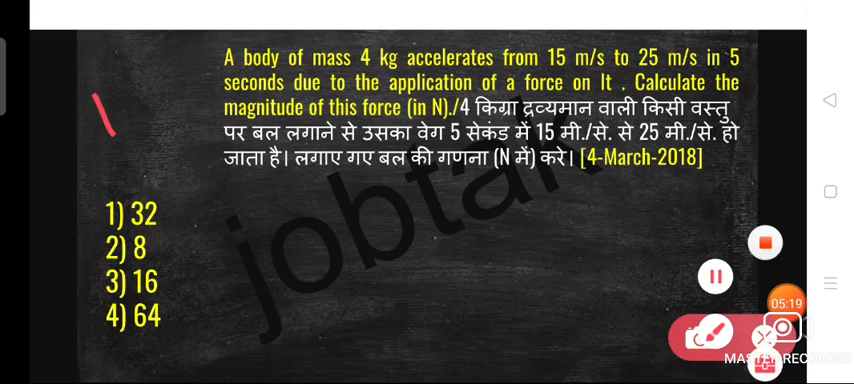 A body of mass 4 kg accelerates from 15 m/s to 25 m/s in 5
seconds due to the application of a force on It . Calculate the
magnitude of this force (in N)./4 किग्रा द्रव्यमान वाली किसी वस्तु
पर बल लगाने से उसका वेग 5 सेकंड में 15 मी./से. से 25 मी./से. हो
जाता है। लगाए गए बल की गणना (N में) करे। [4-March-2018]
1) 32
2) 8
3) 16
4) 64
jobtak
05:19
MASTER RECORDER